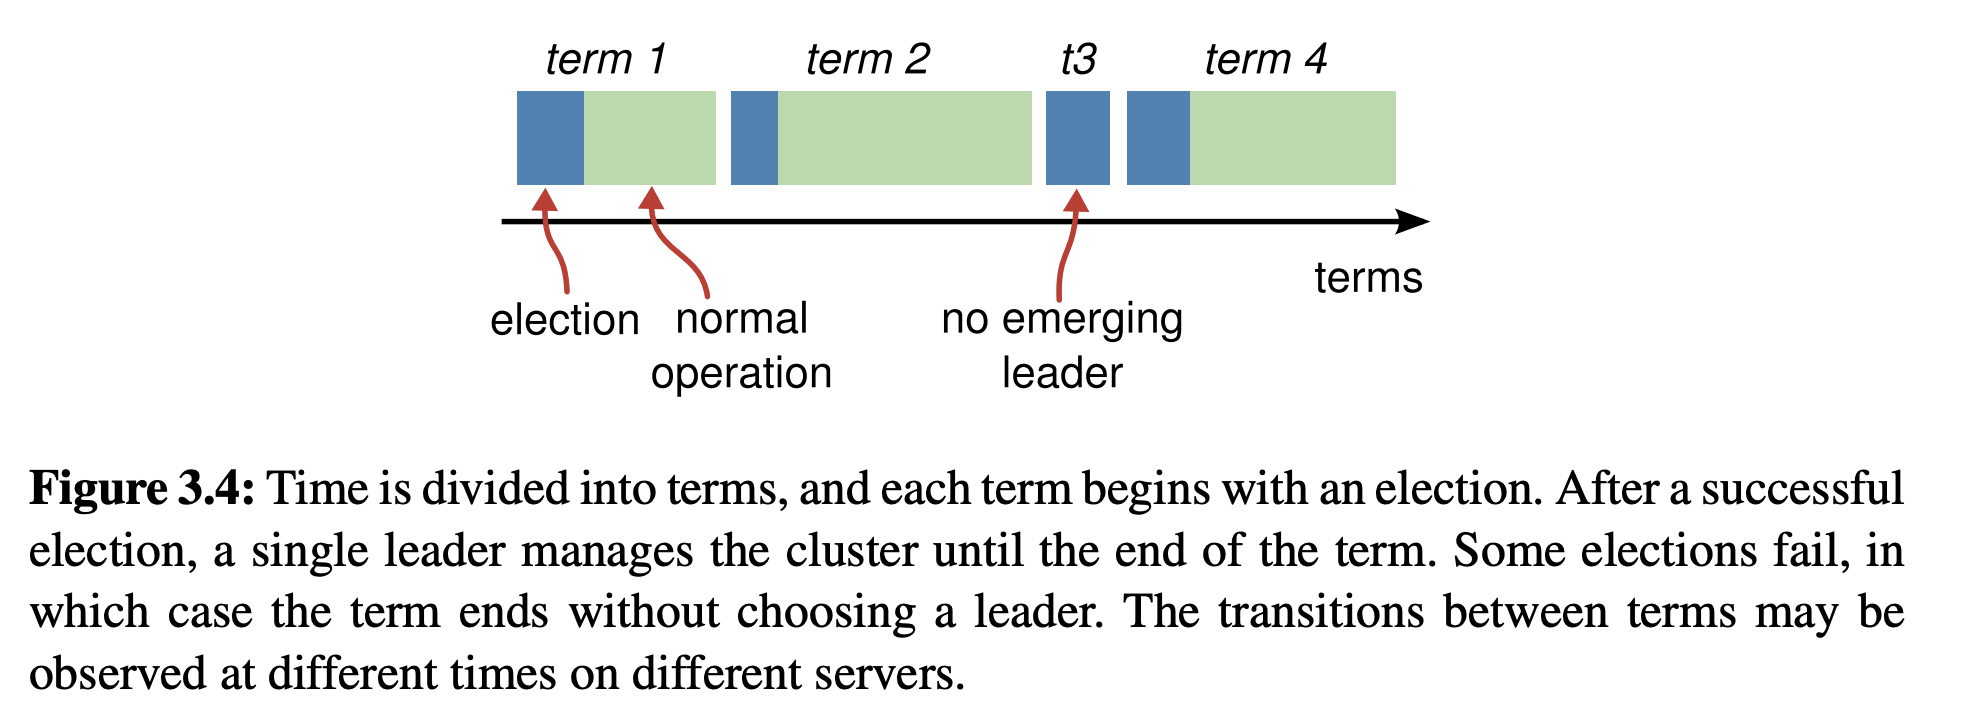 term 1 term 2 t3 term 4
terms
election normal no emerging
operation leader
Figure 3.4: Time is divided into terms, and each term begins with an election. After a successful
election, a single leader manages the cluster until the end of the term. Some elections fail, in
which case the term ends without choosing a leader. The transitions between terms may be
observed at different times on different servers.